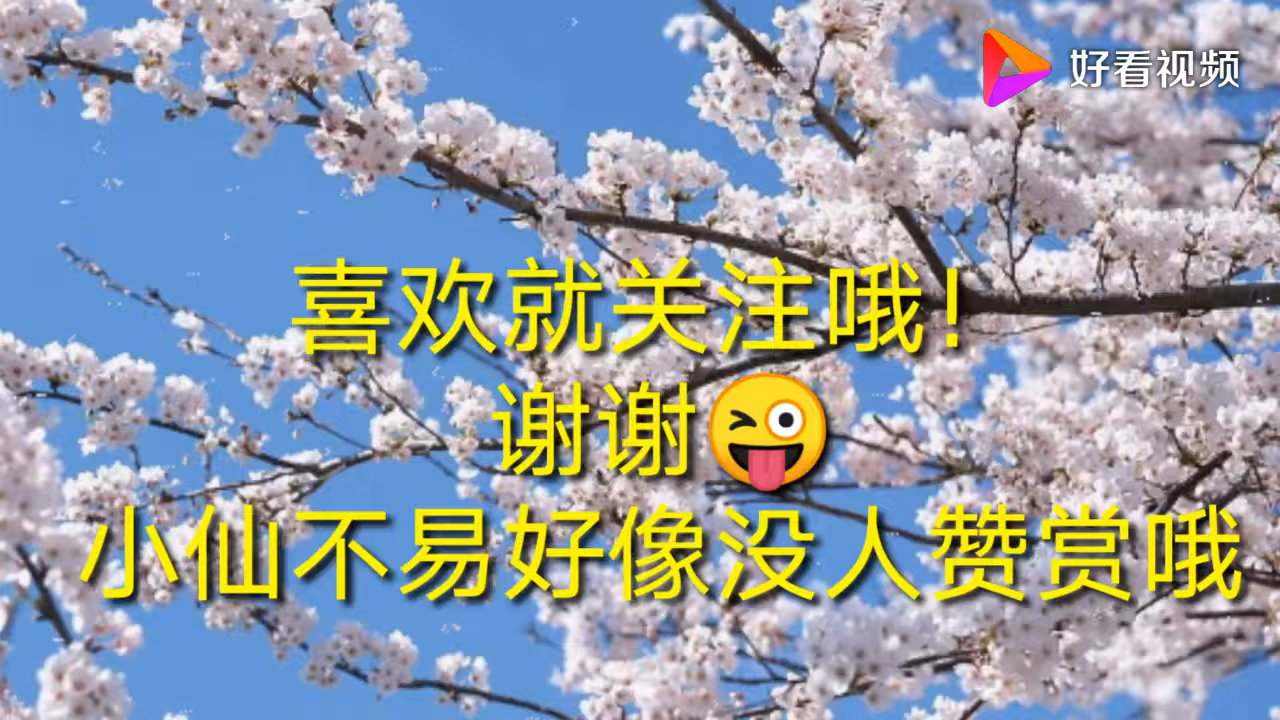 好看视频
喜欢就关注哦！
谢谢😜
小仙不易好像没人赞赏哦